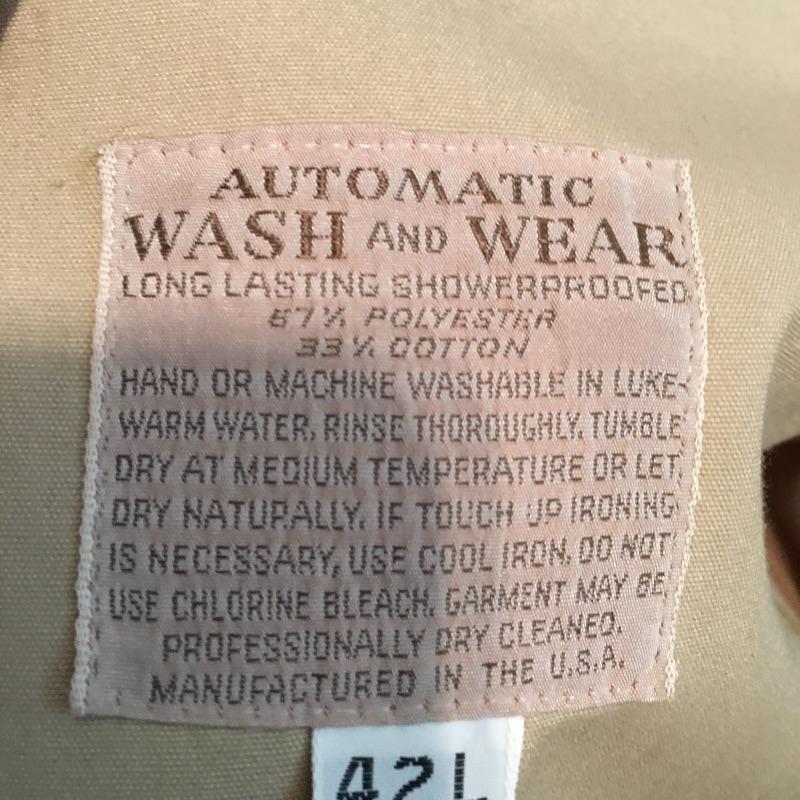 AUTOMATIC
WASH AND WEAR
LONG LASTING SHOWERPROOFED
67% POLYESTER
33% COTTON
HAND OR MACHINE WASHABLE IN LUKE-
WARM WATER. RINSE THOROUGHLY. TUMBLE
DRY AT MEDIUM TEMPERATURE OR LET
DRY NATURALLY. IF TOUCH UP IRONING
IS NECESSARY, USE COOL IRON. DO NOT
USE CHLORINE BLEACH. GARMENT MAY BE
PROFESSIONALLY DRY CLEANED.
MANUFACTURED IN THE U.S.A.
42L